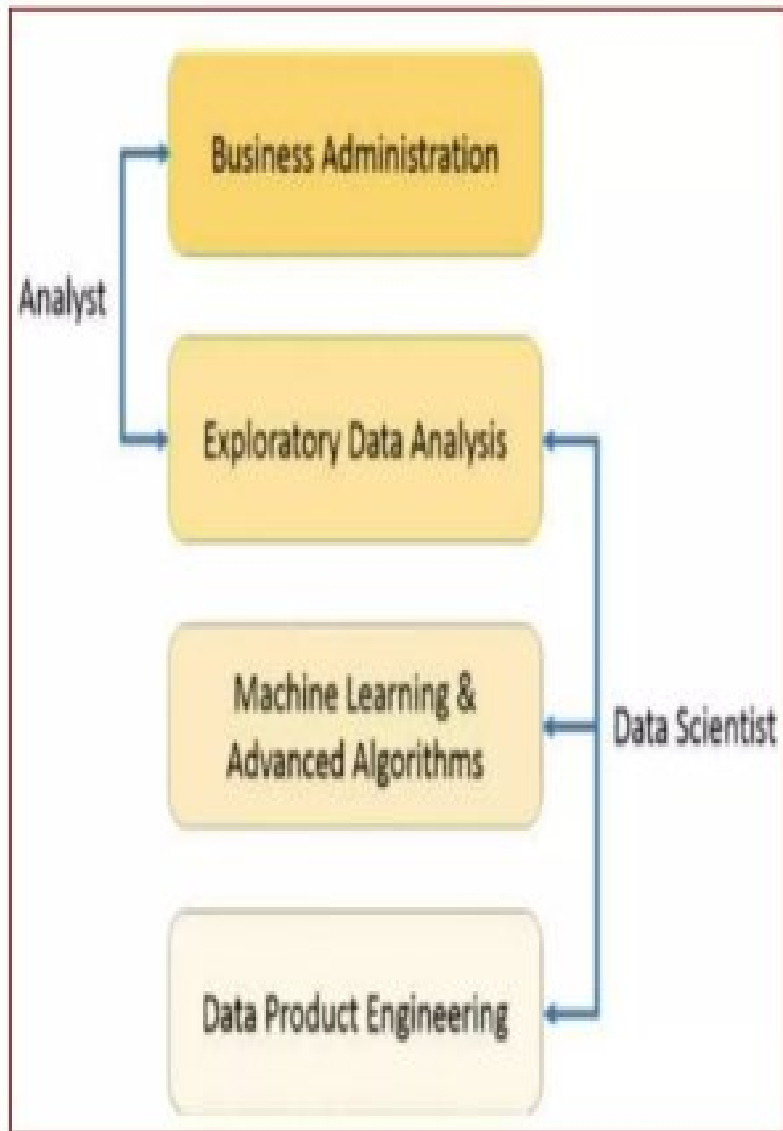 Business Administration
Analyst
Exploratory Data Analysis
Machine Learning &
Advanced Algorithms
Data Scientist
Data Product Engineering